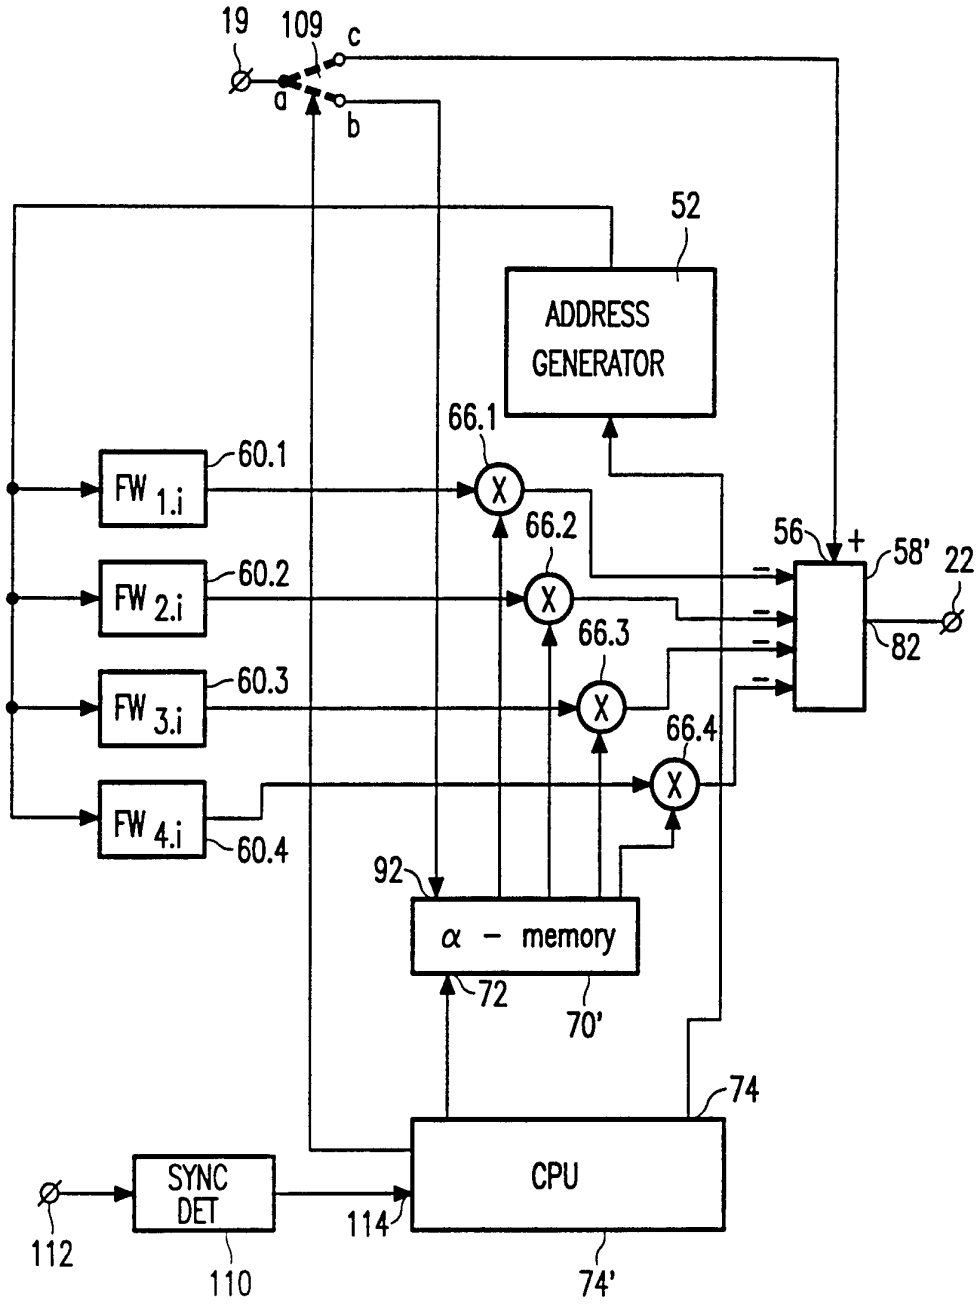 19
109
c
a
b
52
ADDRESS
GENERATOR
66.1
60.1
FW 1.i
X
66.2
56
+
58'
22
60.2
FW 2.i
X
–
–
66.3
–
82
60.3
FW 3.i
X
–
66.4
FW 4.i
X
60.4
92
α – memory
72
70'
74
CPU
SYNC
DET
114
112
110
74'